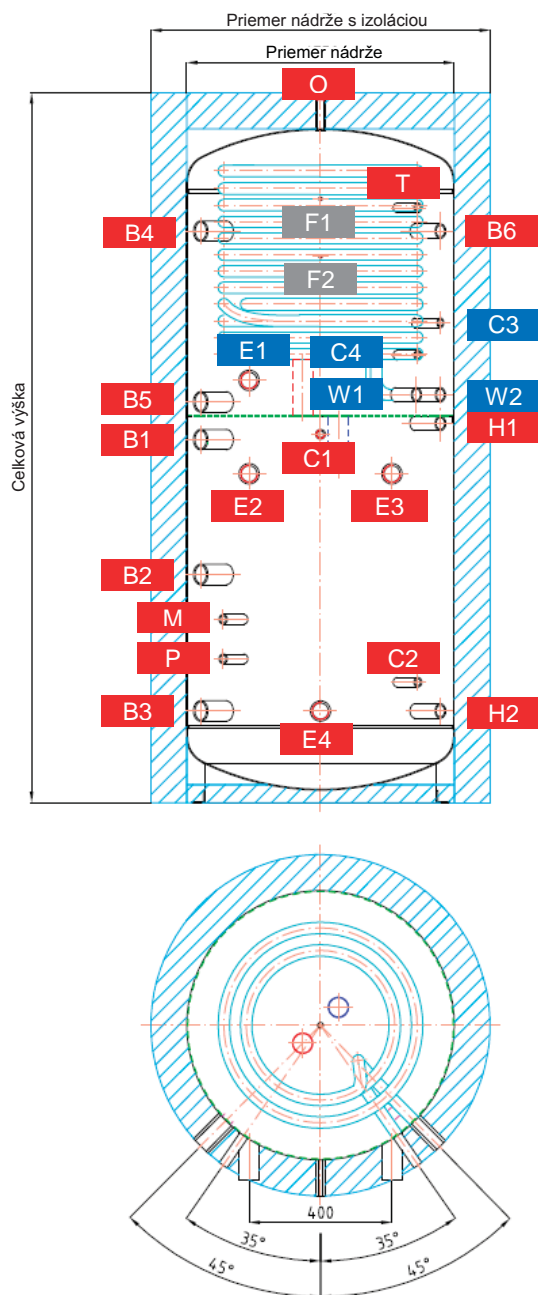 Priemer nádrže s izoláciou
Priemer nádrže
O
T
F1
B4
B6
F2
C3
E1
C4
W1
W2
B5
H1
B1
C1
E2
E3
B2
M
P
C2
B3
H2
E4
Celková výška
400
35°
35°
45°
45°